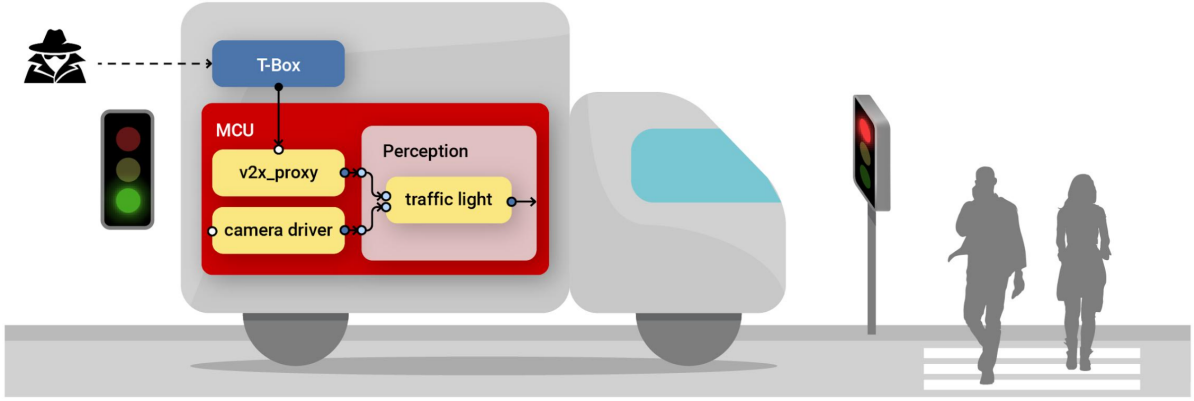 T-Box
MCU
Perception
v2x_proxy
traffic light
camera driver